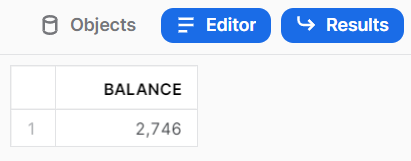 Objects Editor Results
BALANCE
1 2,746